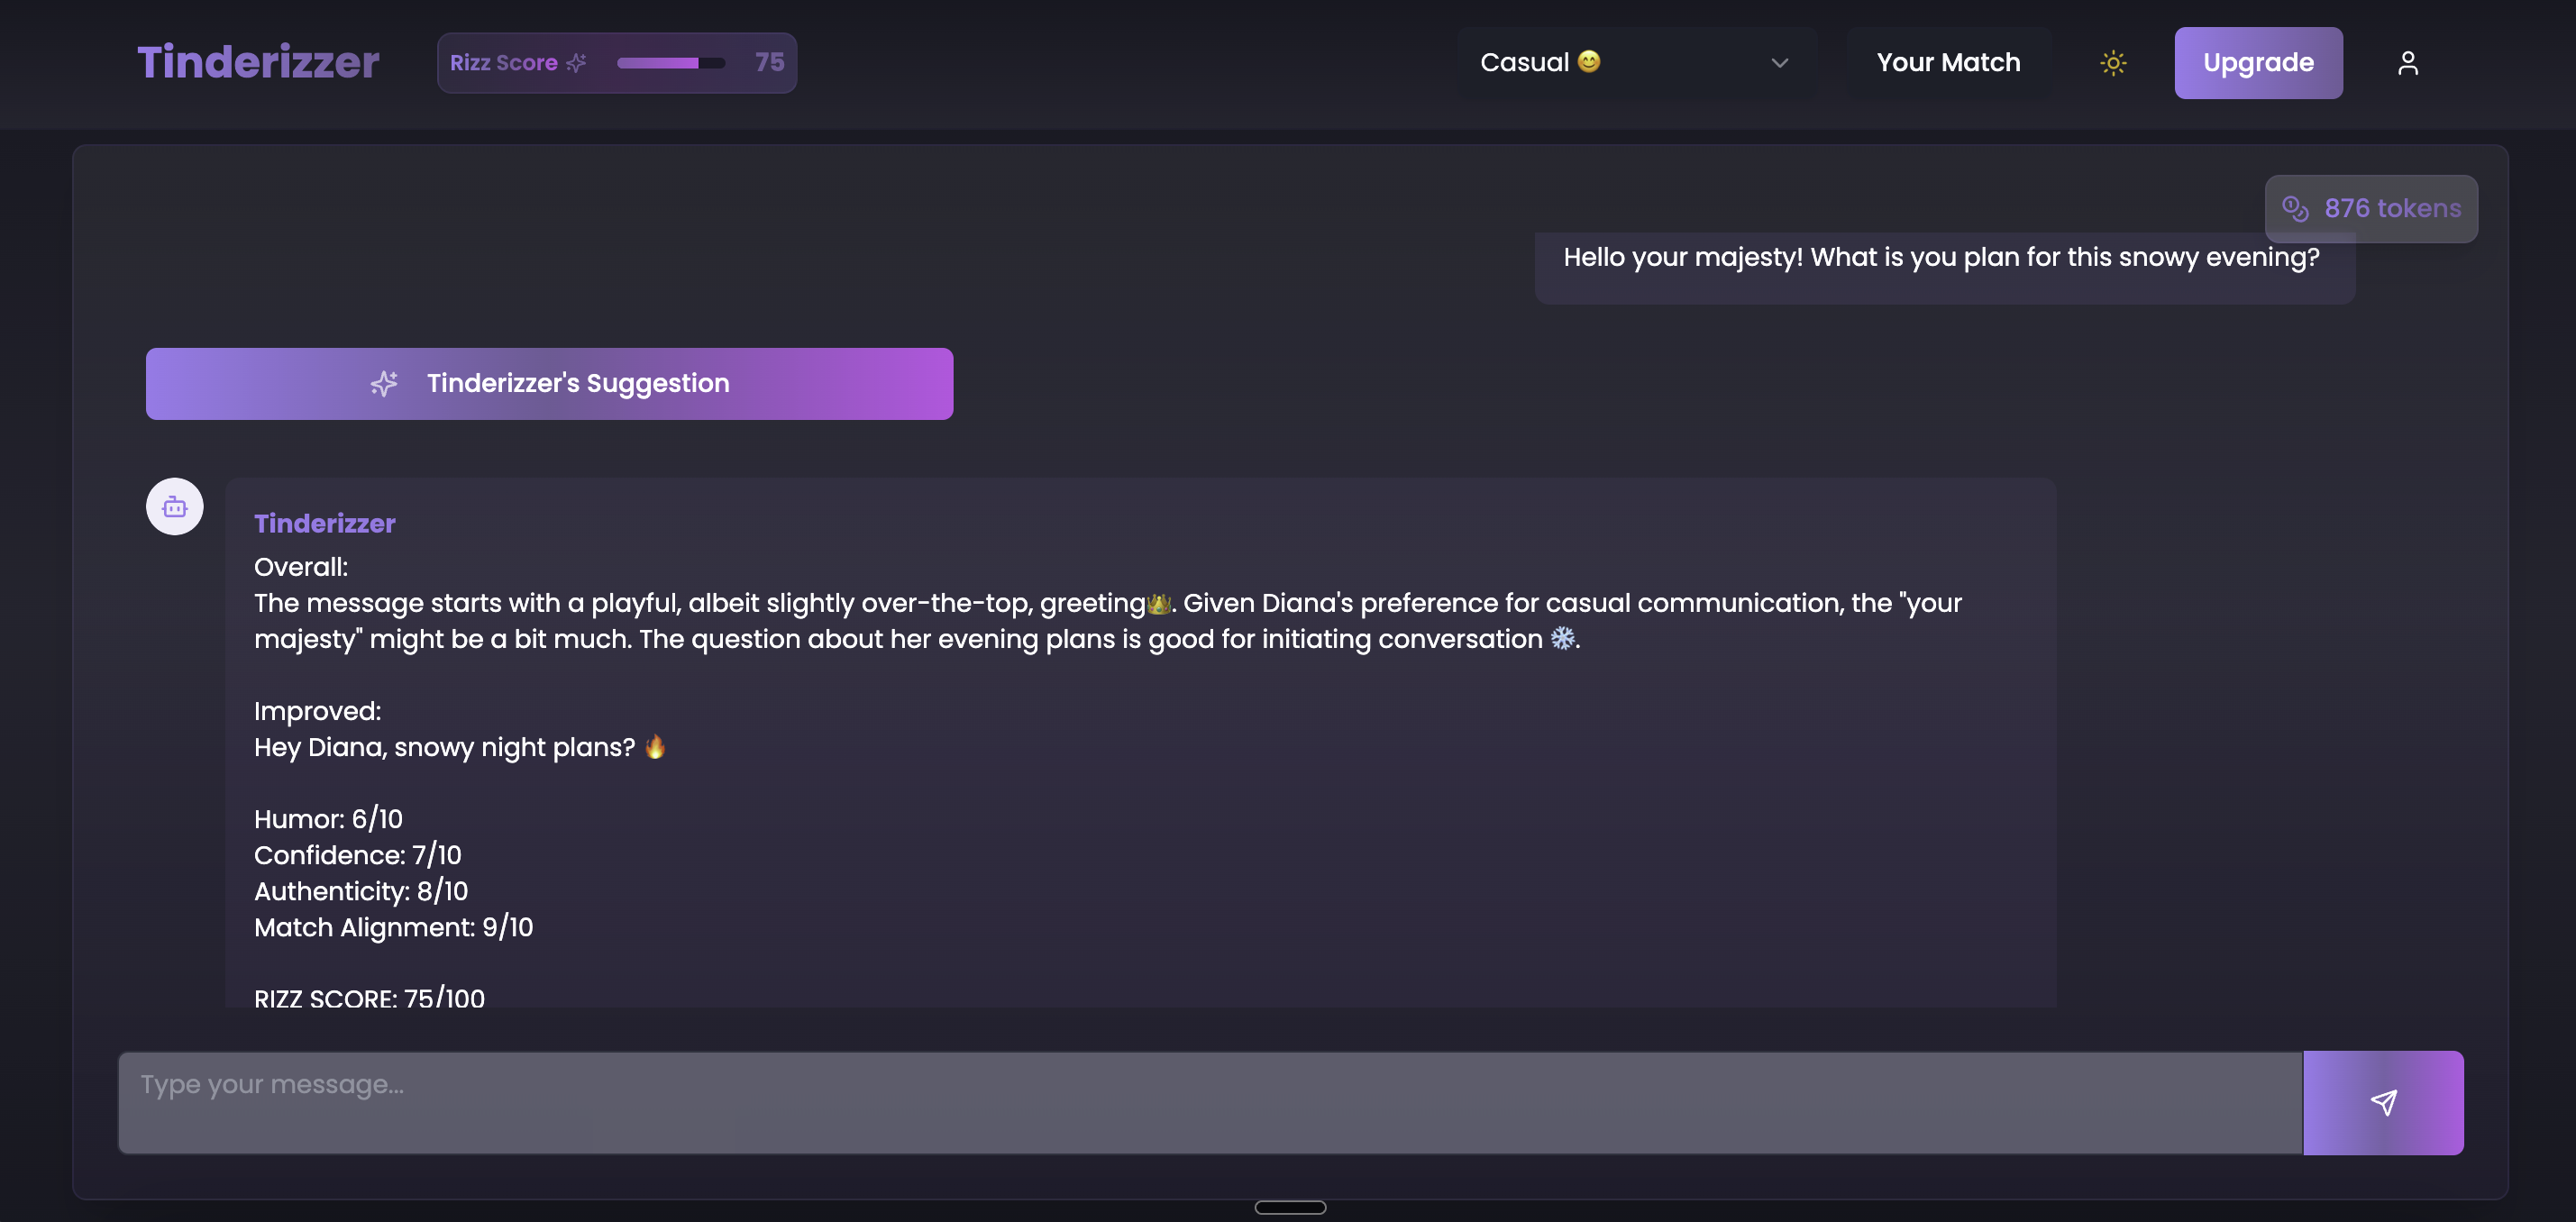 Tinderizzer
Rizz Score
75
Casual 😊
Your Match
Upgrade
876 tokens
Hello your majesty! What is you plan for this snowy evening?
Tinderizzer's Suggestion
Tinderizzer
Overall:
The message starts with a playful, albeit slightly over-the-top, greeting👑. Given Diana's preference for casual communication, the "your
majesty" might be a bit much. The question about her evening plans is good for initiating conversation ❄️.
Improved:
Hey Diana, snowy night plans? 🔥
Humor: 6/10
Confidence: 7/10
Authenticity: 8/10
Match Alignment: 9/10
RIZZ SCORE: 75/100
Type your message...